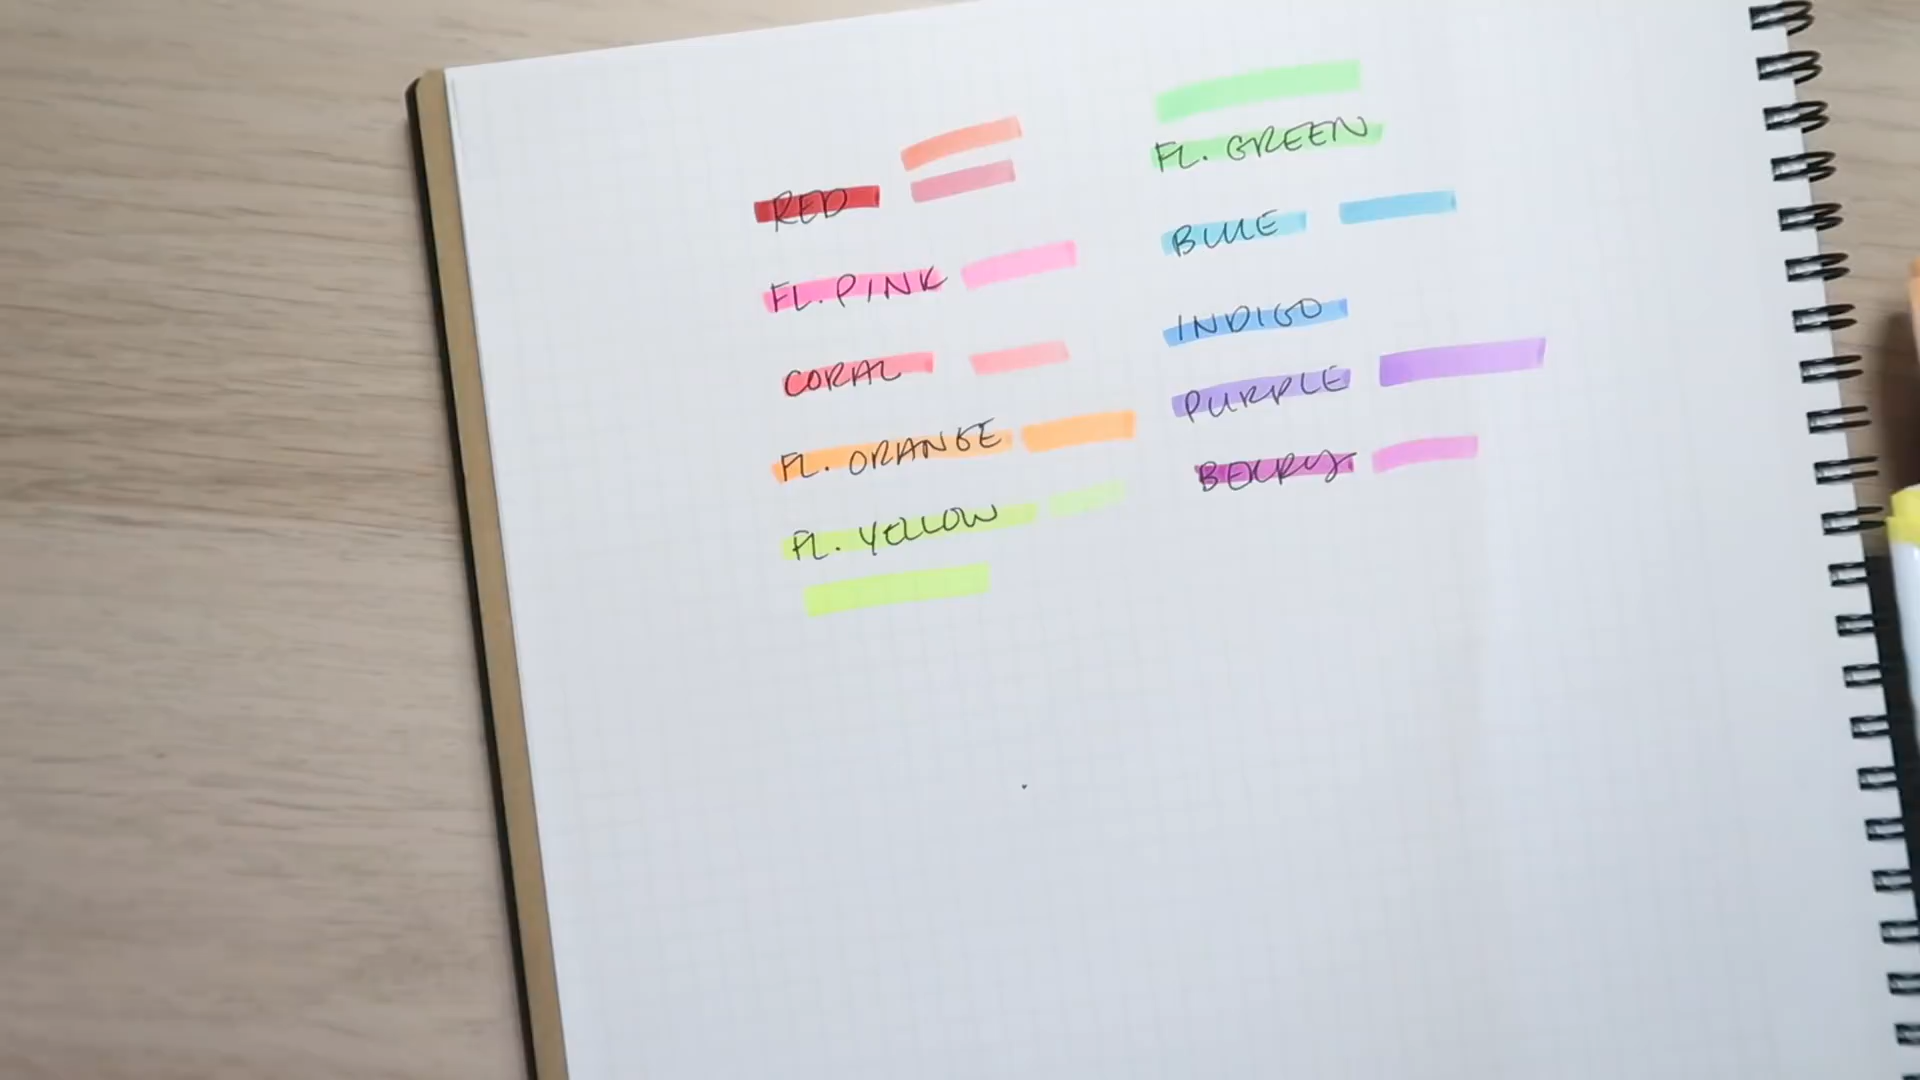 RED
FL. PINK
CORAL
FL. ORANGE
FL. YELLOW
FL. GREEN
BLUE
INDIGO
PURPLE
BERRY